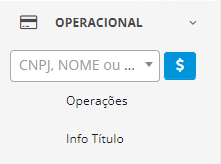 OPERACIONAL
CNPJ, NOME ou ...
$
Operações
Info Título